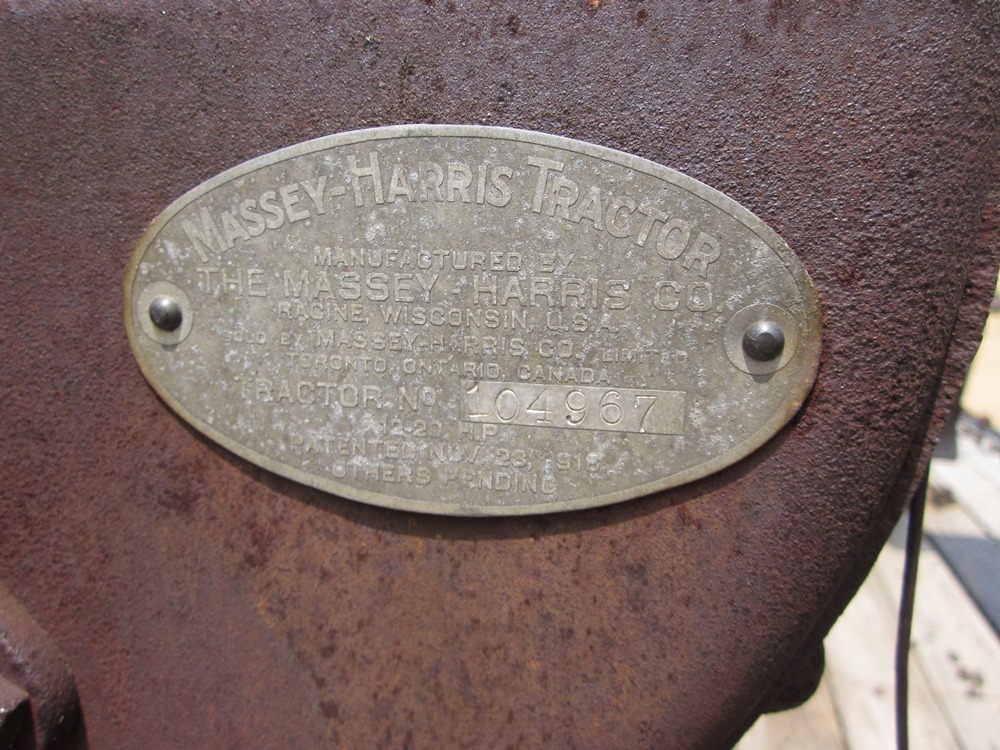 MASSEY-HARRIS TRACTOR
MANUFACTURED BY
THE MASSEY-HARRIS CO.
RACINE, WISCONSIN, U.S.A.
SOLD BY MASSEY-HARRIS CO. LIMITED
TORONTO, ONTARIO, CANADA
TRACTOR No 104967
12-20 H.P.
PATENTED NOV. 28,
OTHERS PENDING